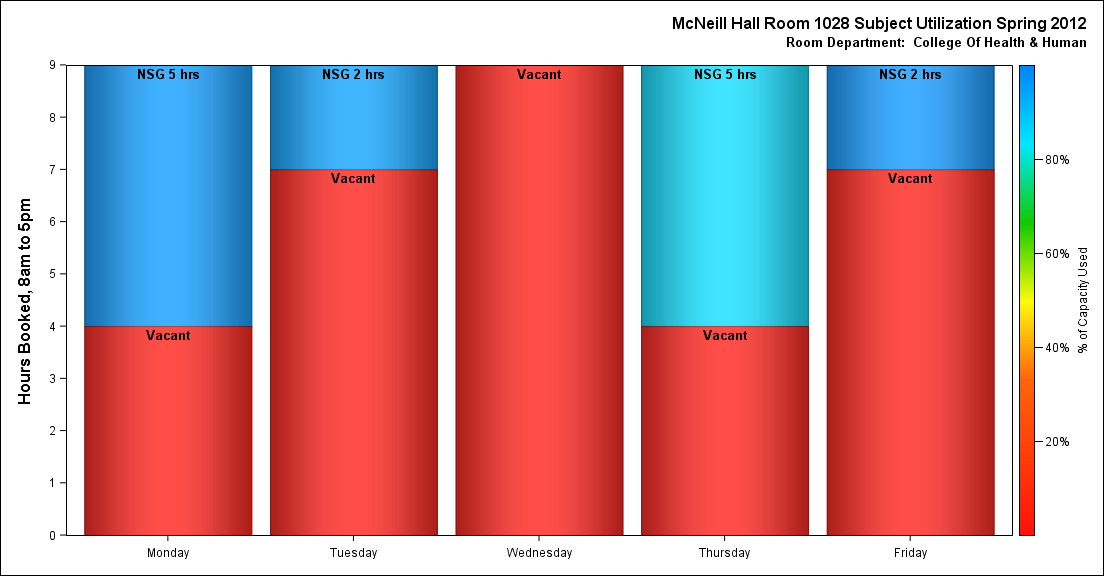 McNeill Hall Room 1028 Subject Utilization Spring 2012
Room Department: College Of Health & Human
Hours Booked, 8am to 5pm
9
8
7
6
5
4
3
2
1
0
NSG 5 hrs
Vacant
NSG 2 hrs
Vacant
Vacant
NSG 5 hrs
Vacant
NSG 2 hrs
Vacant
Monday
Tuesday
Wednesday
Thursday
Friday
80%
60%
40%
20%
% of Capacity Used